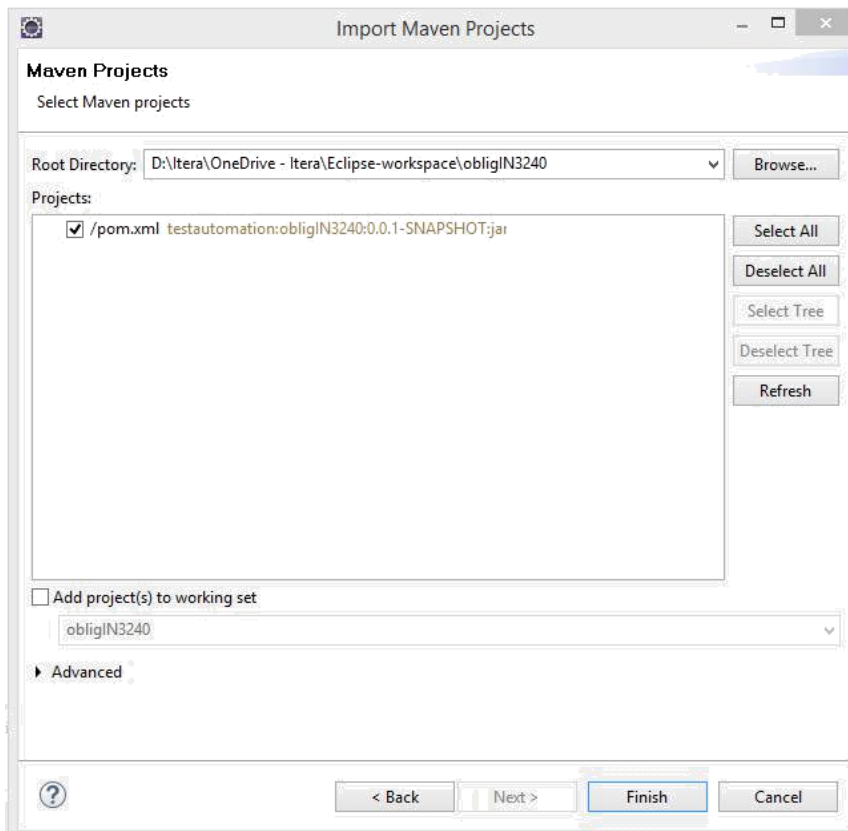 Import Maven Projects
Maven Projects
Select Maven projects
Root Directory: D:\Itera\OneDrive - Itera\Eclipse-workspace\obligIN3240 Browse...
Projects:
/pom.xml testautomation:obligIN3240:0.0.1-SNAPSHOT:jar
Select All
Deselect All
Select Tree
Deselect Tree
Refresh
Add project(s) to working set
obligIN3240
Advanced
? < Back Next > Finish Cancel